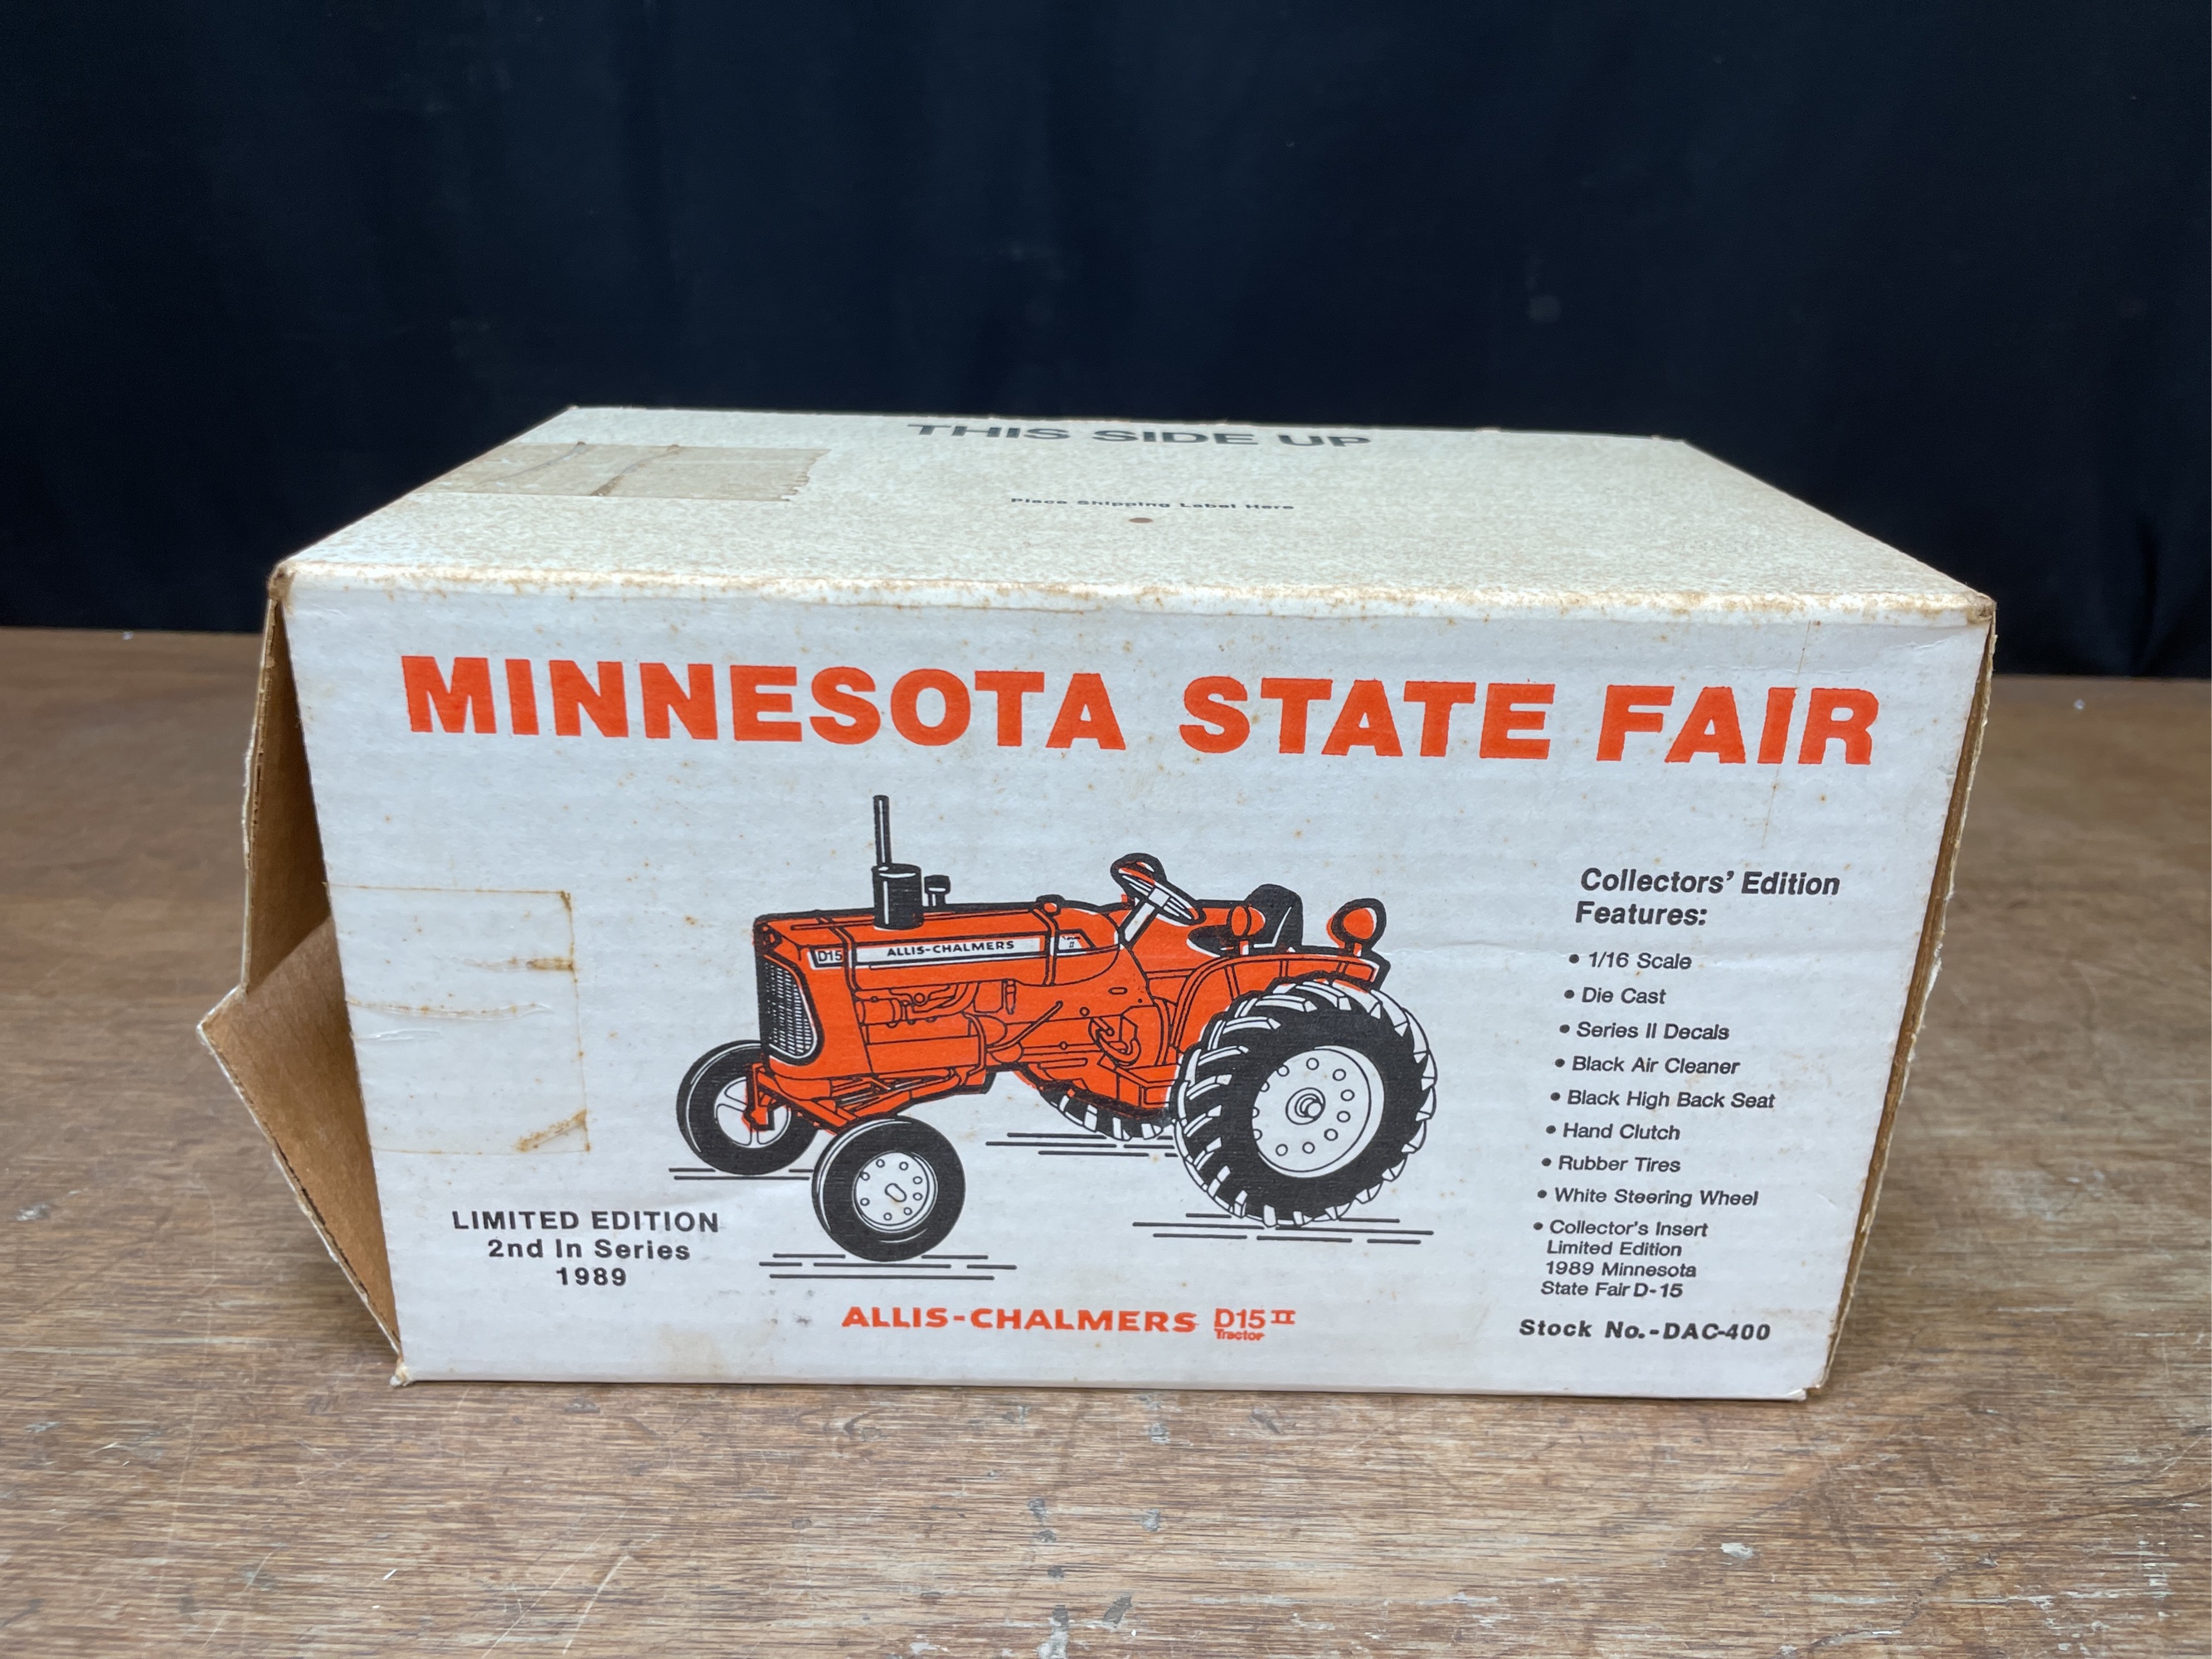 THIS SIDE UP
Place Shipping Label Here
MINNESOTA STATE FAIR
D15 ALLIS-CHALMERS II
Collectors' Edition
Features:
• 1/16 Scale
• Die Cast
• Series II Decals
• Black Air Cleaner
• Black High Back Seat
• Hand Clutch
• Rubber Tires
• White Steering Wheel
• Collector's Insert
Limited Edition
1989 Minnesota
State Fair D-15
Stock No.-DAC-400
LIMITED EDITION
2nd In Series
1989
ALLIS-CHALMERS D15 II
Tractor